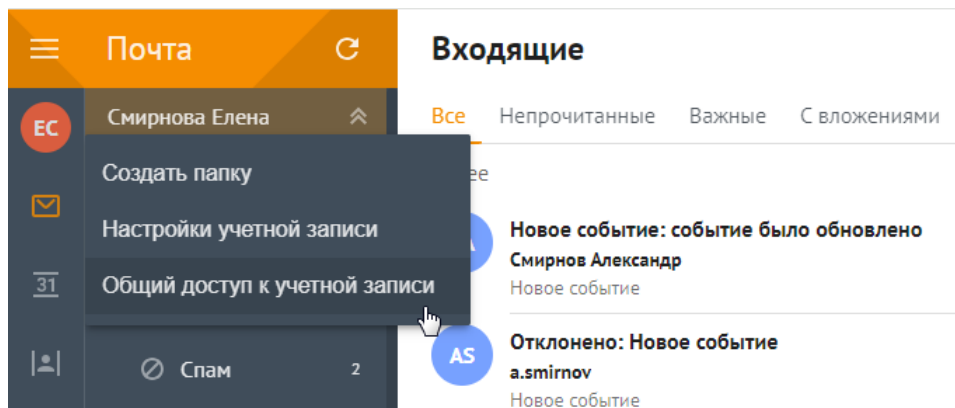 Почта
Входящие
ЕС
Смирнова Елена
Все Непрочитанные Важные С вложениями
Создать папку
Настройки учетной записи
Новое событие: событие было обновлено
Смирнов Александр
Новое событие
31
Общий доступ к учетной записи
Отклонено: Новое событие
AS
a.smirnov
Новое событие
Спам 2